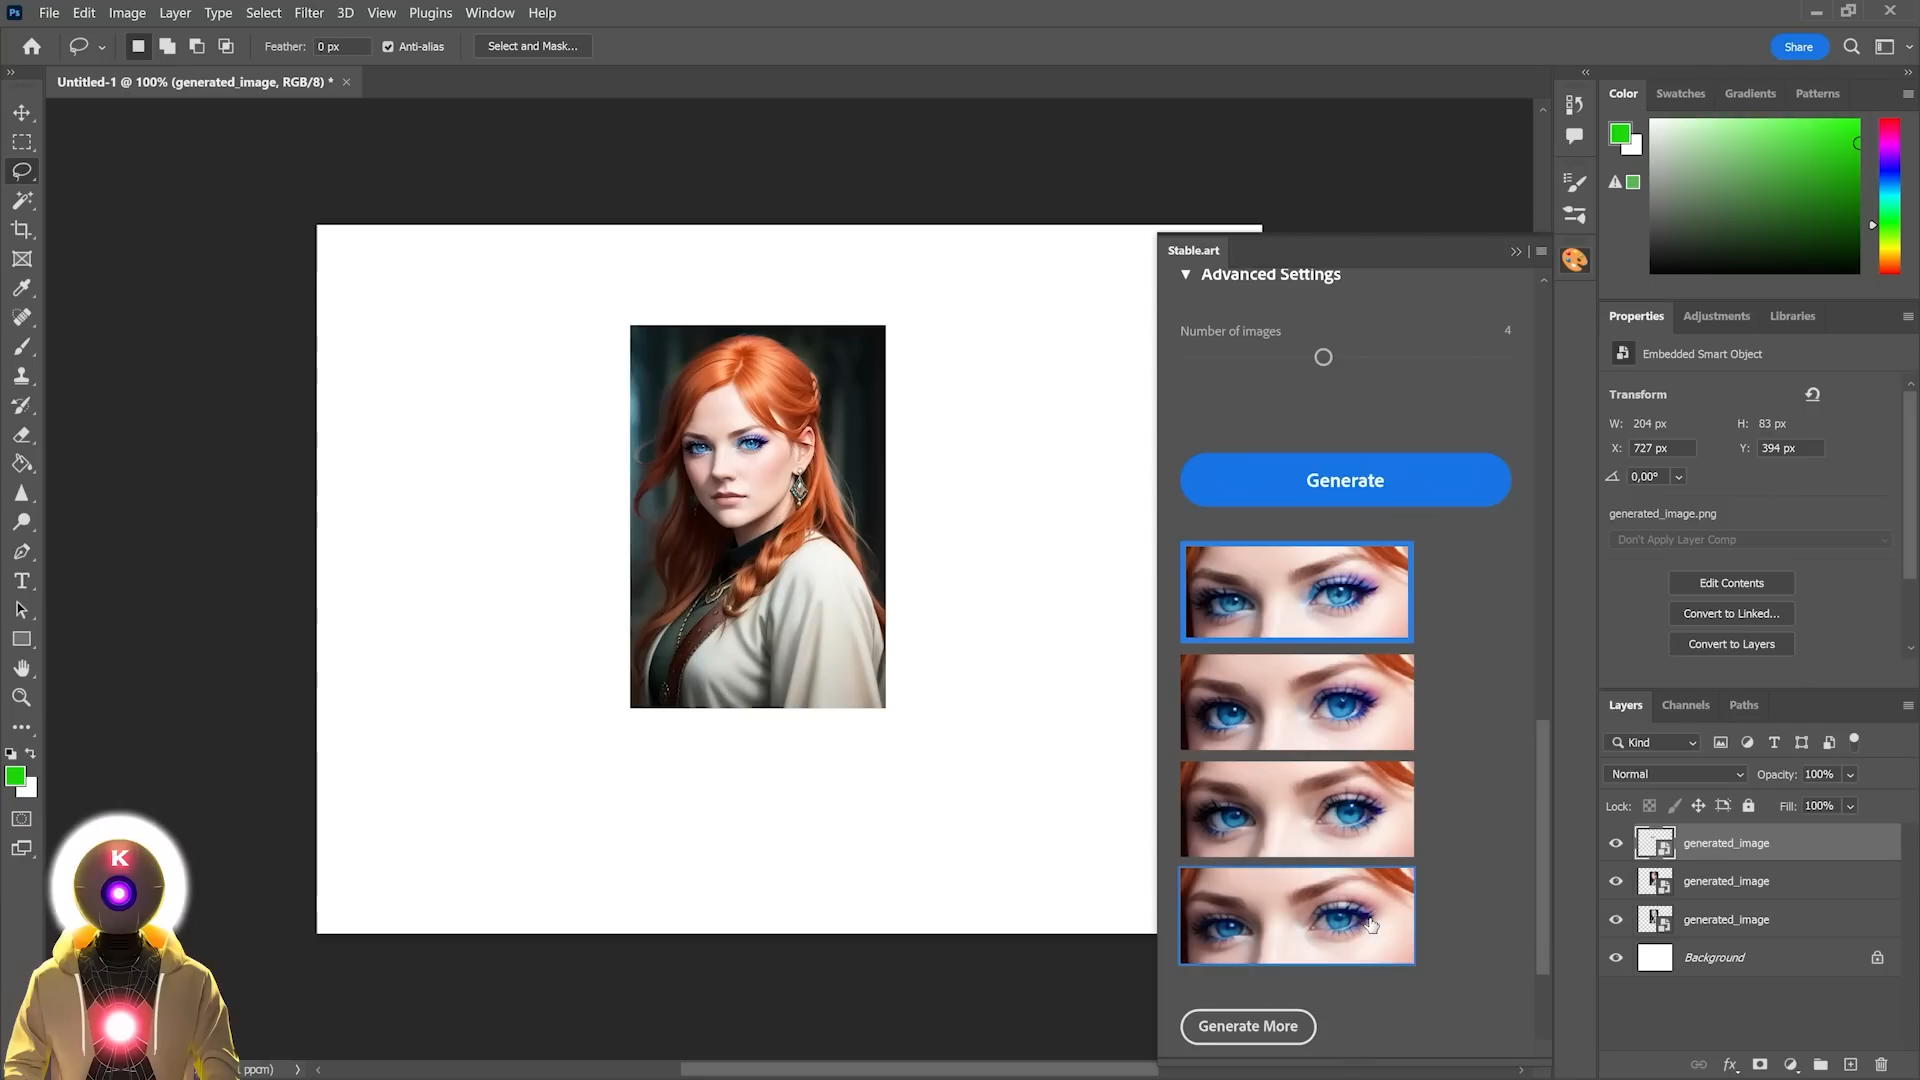 Ps File Edit Image Layer Type Select Filter 3D View Plugins Window Help
Feather: 0 px Anti-alias Select and Mask... Share
Untitled-1 @ 100% (generated_image, RGB/8) * ×
Color Swatches Gradients Patterns
Stable.art
Advanced Settings
Number of images 4
Generate
Generate More
Properties Adjustments Libraries
Embedded Smart Object
Transform
W: 204 px H: 83 px
X: 727 px Y: 394 px
0,00°
generated_image.png
Don't Apply Layer Comp
Edit Contents
Convert to Linked...
Convert to Layers
Layers Channels Paths
Kind
Normal Opacity: 100%
Lock: Fill: 100%
generated_image
generated_image
generated_image
Background
K
ppcm)